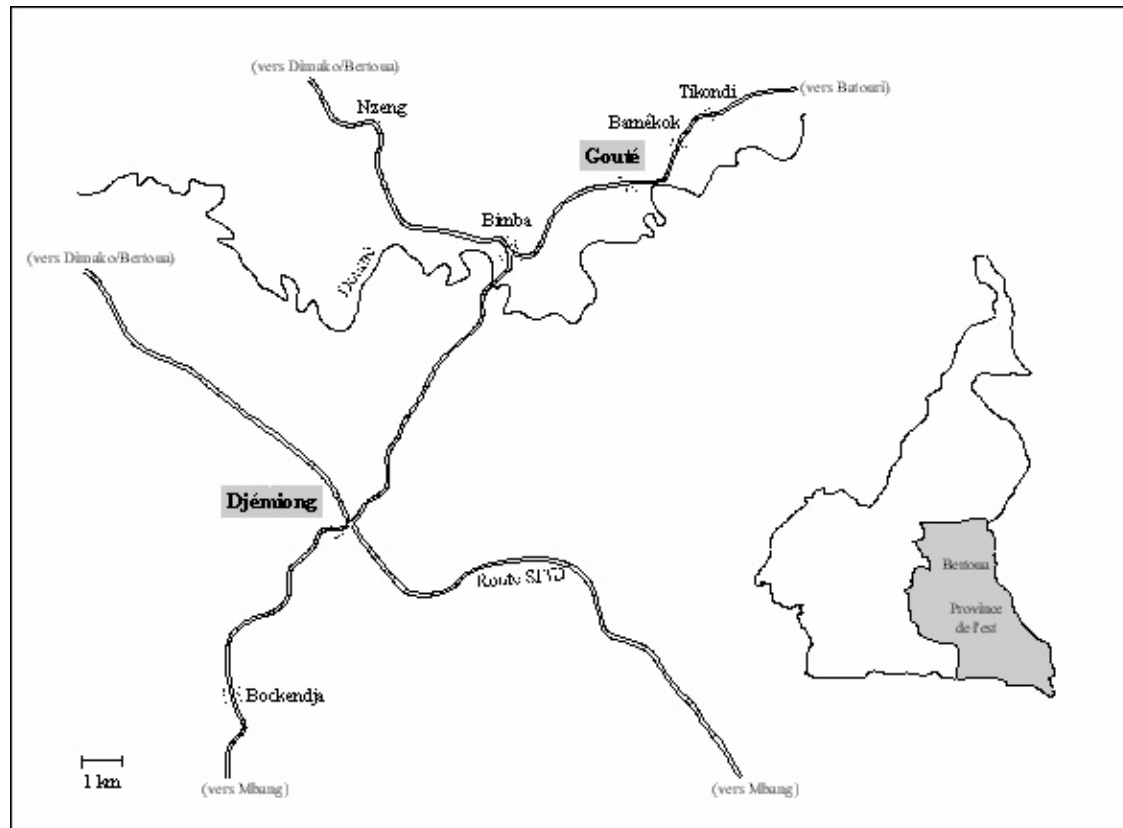 (vers Dimako/Bertoua)
Nzeng
Tikondi
(vers Batouri)
Bamékok
Gouté
Bimba
(vers Dimako/Bertoua)
Djémiong
Route
Bertoua
Province
de l'est
Bockendja
1 km
(vers Mbang)
(vers Mbang)